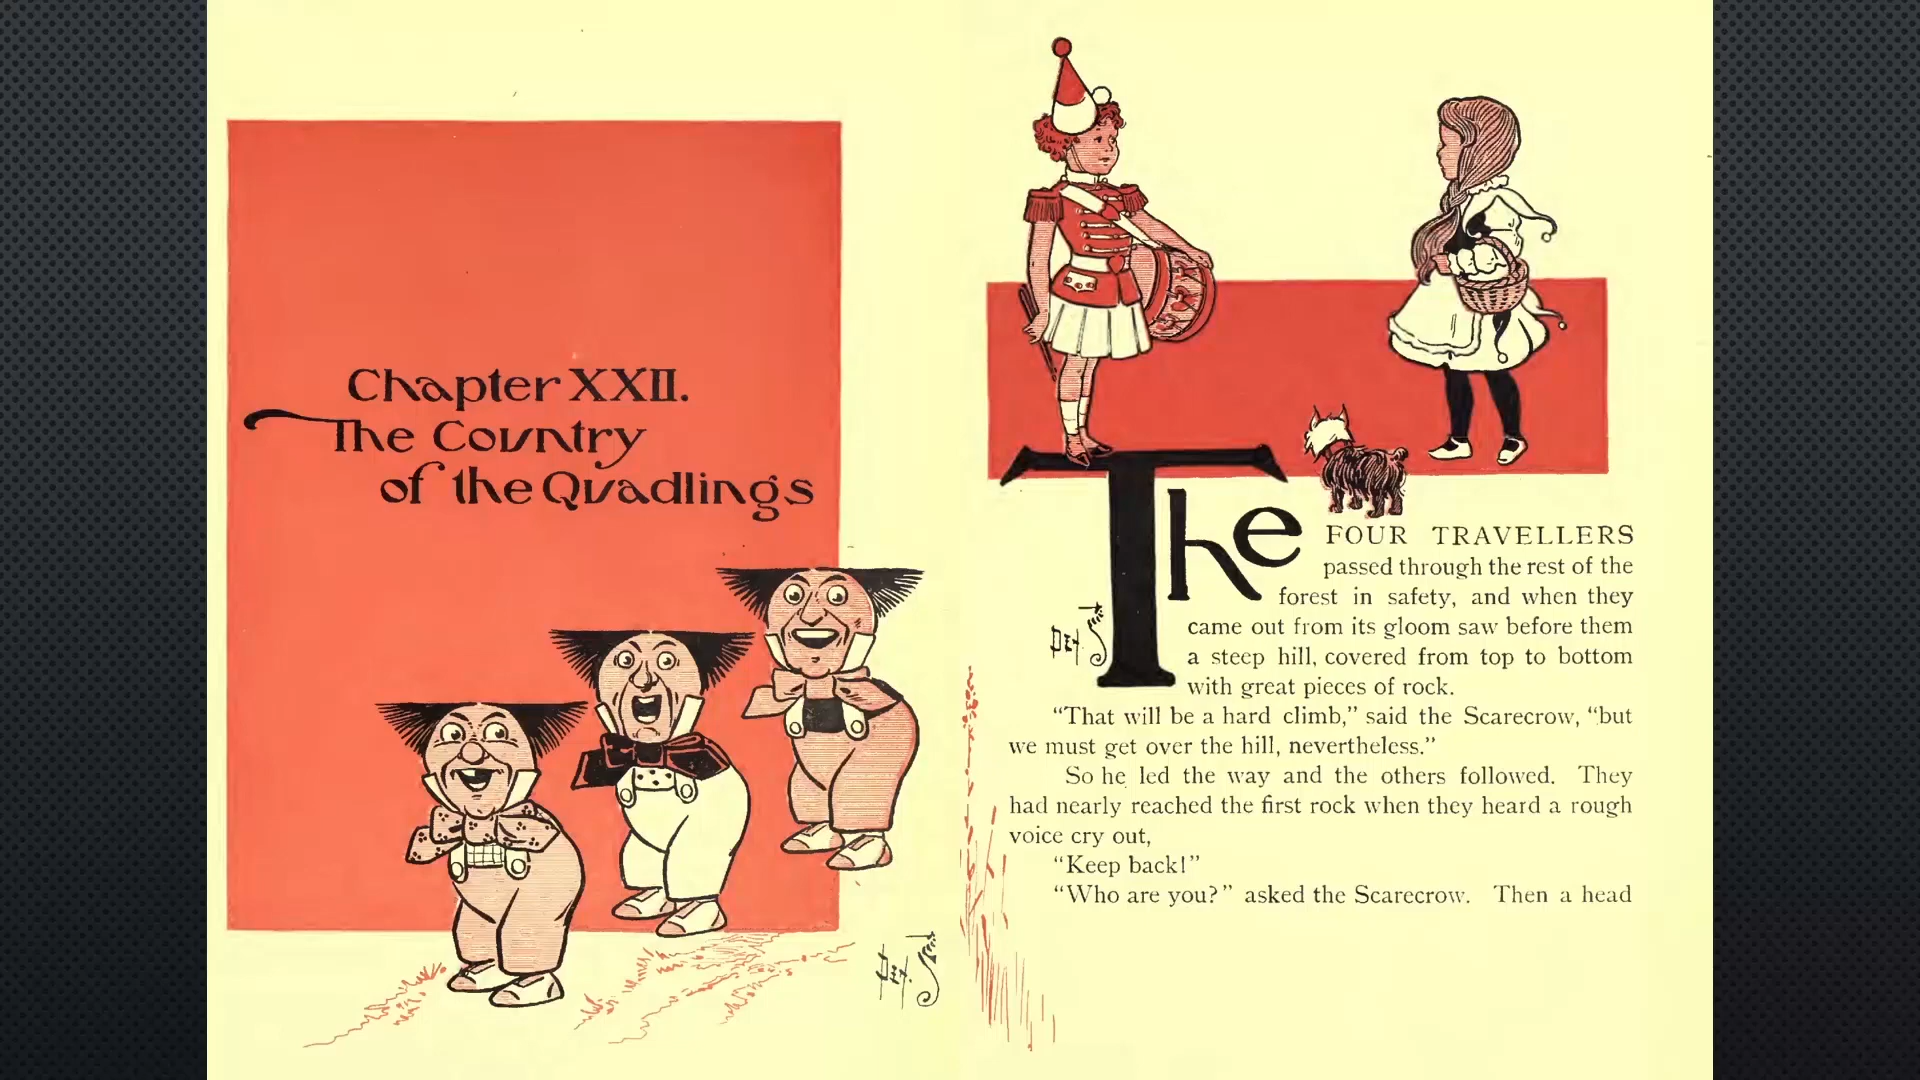 Chapter XXII.
The Country
of the Quadlings
The FOUR TRAVELLERS
passed through the rest of the
forest in safety, and when they
came out from its gloom saw before them
a steep hill, covered from top to bottom
with great pieces of rock.
“That will be a hard climb,” said the Scarecrow, “but
we must get over the hill, nevertheless.”
So he led the way and the others followed. They
had nearly reached the first rock when they heard a rough
voice cry out,
“Keep back!”
“Who are you?” asked the Scarecrow. Then a head